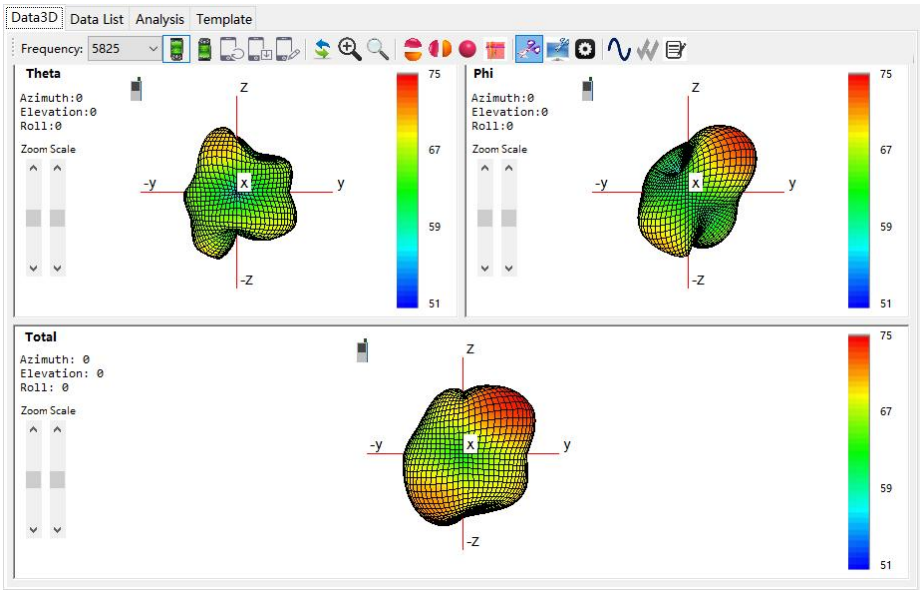 Data3D Data List Analysis Template
Frequency: 5825
Theta
Azimuth:0
Elevation:0
Roll:0
Zoom Scale
Z
-y
x
y
-Z
75
67
59
51
Phi
Azimuth:0
Elevation:0
Roll:0
Zoom Scale
Z
-y
x
y
-Z
75
67
59
51
Total
Azimuth: 0
Elevation: 0
Roll: 0
Zoom Scale
Z
-y
x
y
-Z
75
67
59
51